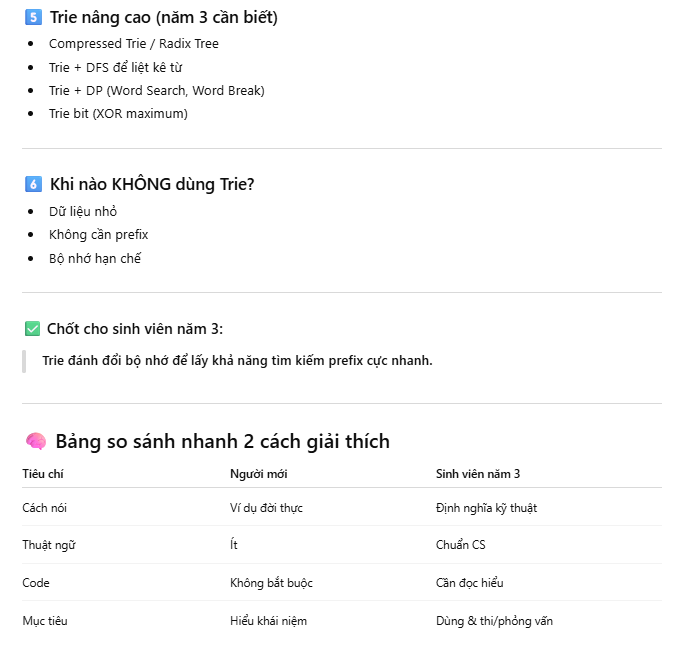 5 Trie nâng cao (năm 3 cần biết)
• Compressed Trie / Radix Tree
• Trie + DFS để liệt kê từ
• Trie + DP (Word Search, Word Break)
• Trie bit (XOR maximum)
6 Khi nào KHÔNG dùng Trie?
• Dữ liệu nhỏ
• Không cần prefix
• Bộ nhớ hạn chế
✅ Chốt cho sinh viên năm 3:
Trie đánh đổi bộ nhớ để lấy khả năng tìm kiếm prefix cực nhanh.
🧠 Bảng so sánh nhanh 2 cách giải thích
Tiêu chí Người mới Sinh viên năm 3
Cách nói Ví dụ đời thực Định nghĩa kỹ thuật
Thuật ngữ Ít Chuẩn CS
Code Không bắt buộc Cần đọc hiểu
Mục tiêu Hiểu khái niệm Dùng & thi/phỏng vấn